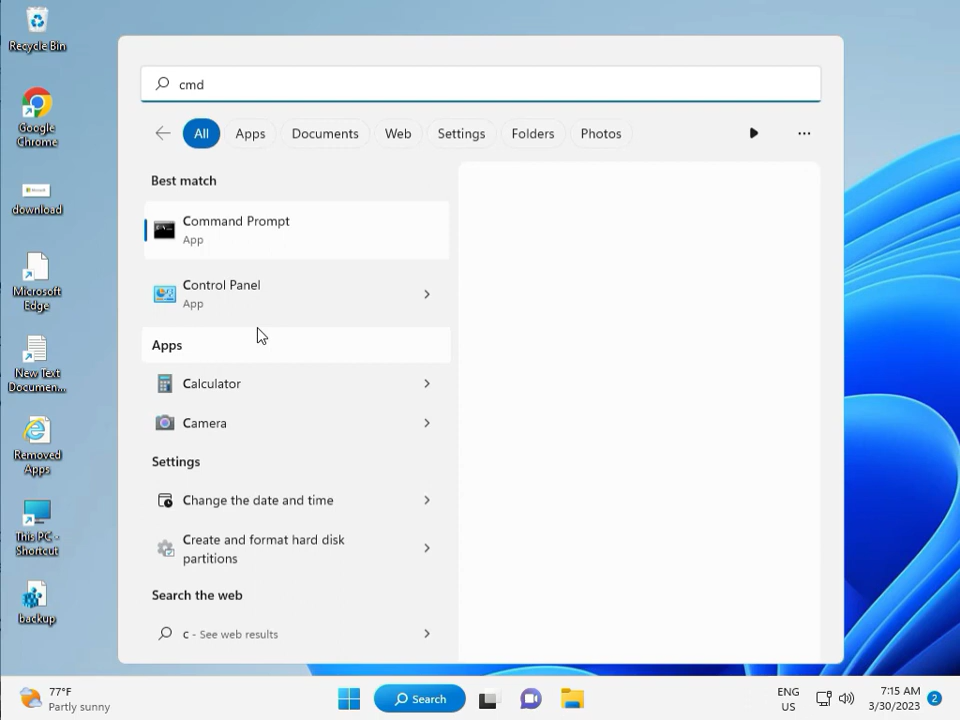 Recycle Bin
Google
Chrome
download
Microsoft
Edge
New Text
Documen...
Removed
Apps
This PC -
Shortcut
backup
cmd
All
Apps
Documents
Web
Settings
Folders
Photos
Best match
Command Prompt
App
Control Panel
App
Apps
Calculator
Camera
Settings
Change the date and time
Create and format hard disk
partitions
Search the web
c - See web results
77°F
Partly sunny
Search
ENG
US
7:15 AM
3/30/2023
2